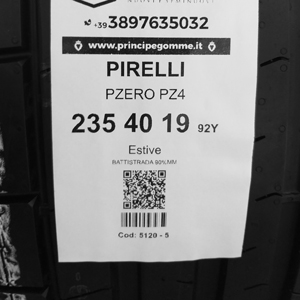 +39 3897635032
www.principegomme.it
PIRELLI
PZERO PZ4
235 40 19 92Y
Estive
BATTISTRADA 80%MM
Cod: 5120 - 5